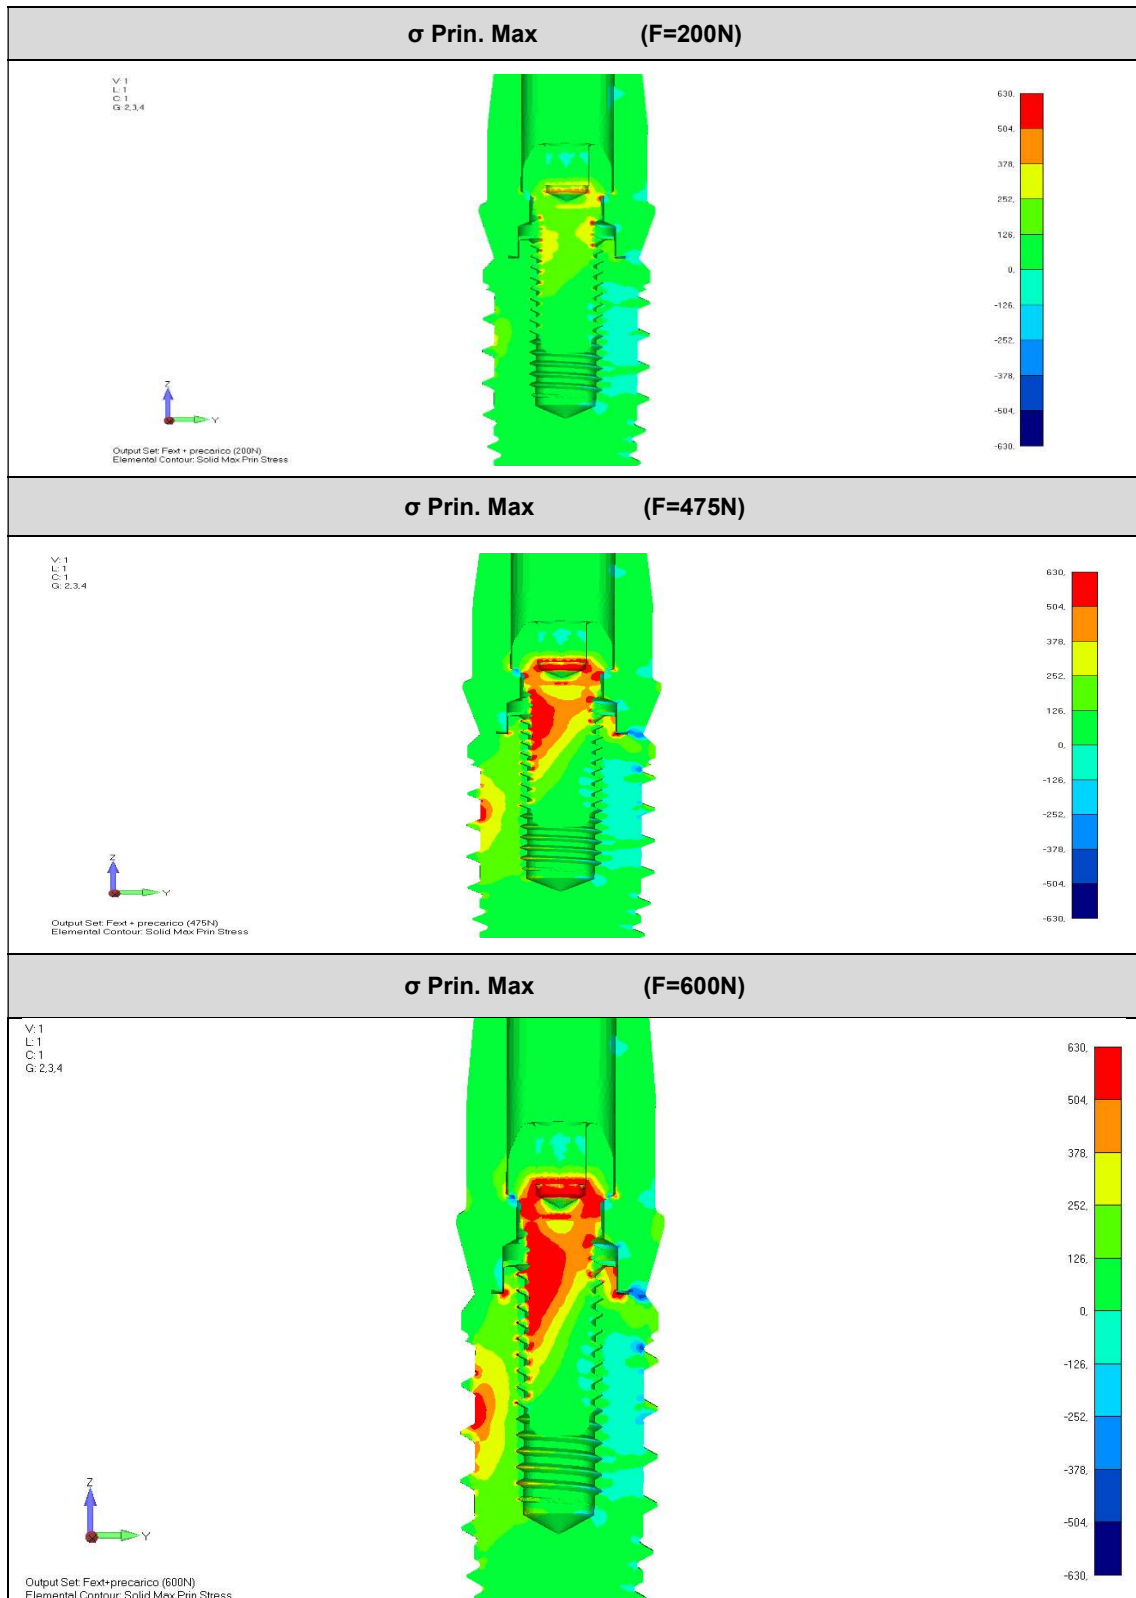 σ Prin. Max (F=200N)
V: 1
L: 1
C: 1
G: 2,3,4
630,
504,
378,
252,
126,
0,
-126,
-252,
-378,
-504,
-630,
Z
Y
Output Set: Fext + precarico (200N)
Elemental Contour: Solid Max Prin Stress
σ Prin. Max (F=475N)
V: 1
L: 1
C: 1
G: 2,3,4
630,
504,
378,
252,
126,
0,
-126,
-252,
-378,
-504,
-630,
Z
Y
Output Set: Fext + precarico (475N)
Elemental Contour: Solid Max Prin Stress
σ Prin. Max (F=600N)
V: 1
L: 1
C: 1
G: 2,3,4
630,
504,
378,
252,
126,
0,
-126,
-252,
-378,
-504,
-630,
Z
Y
Output Set: Fext+precarico (600N)
Elemental Contour: Solid Max Prin Stress